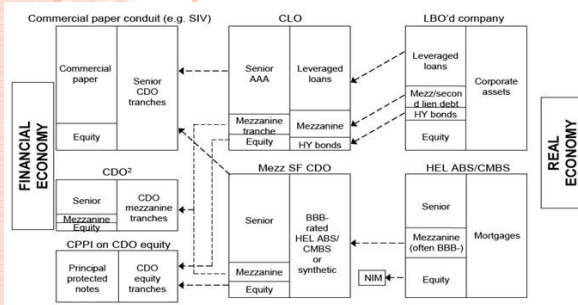 Commercial paper conduit (e.g. SIV)
CLO
LBO'd company
Commercial
paper
Equity
Senior
CDO
tranches
Senior
AAA
Mezzanine
tranche
Equity
Leveraged
loans
Mezzanine
HY bonds
Leveraged
loans
Mezz/secon
d lien debt
HY bonds
Equity
Corporate
assets
FINANCIAL
ECONOMY
REAL
ECONOMY
CDO²
Senior
Mezzanine
Equity
CDO
mezzanine
tranches
Mezz SF CDO
Senior
Mezzanine
Equity
BBB-
rated
HEL ABS/
CMBS
or
synthetic
HEL ABS/CMBS
Senior
Mezzanine
(often BBB-)
Equity
Mortgages
NIM
CPPI on CDO equity
Principal
protected
notes
CDO
equity
tranches